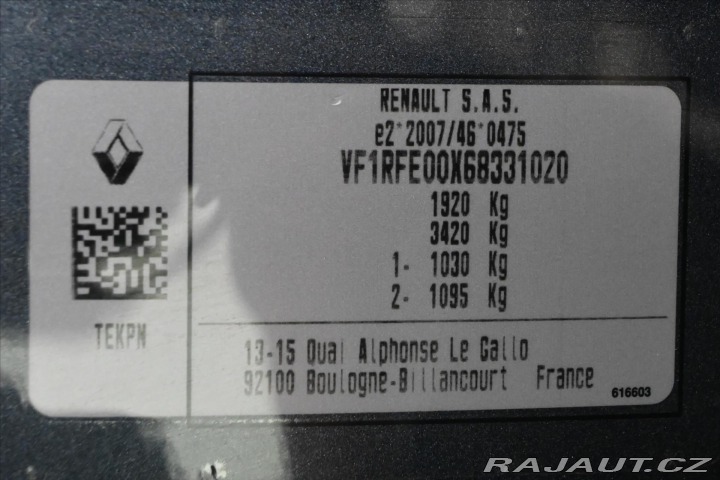 RENAULT S.A.S.
e2*2007/46*0475
VF1RFE00X68331020
1920 Kg
3420 Kg
1- 1030 Kg
2- 1095 Kg
TEKPN
13-15 Quai Alphonse Le Gallo
92100 Boulogne-Billancourt France
616603
RAJAUT.CZ